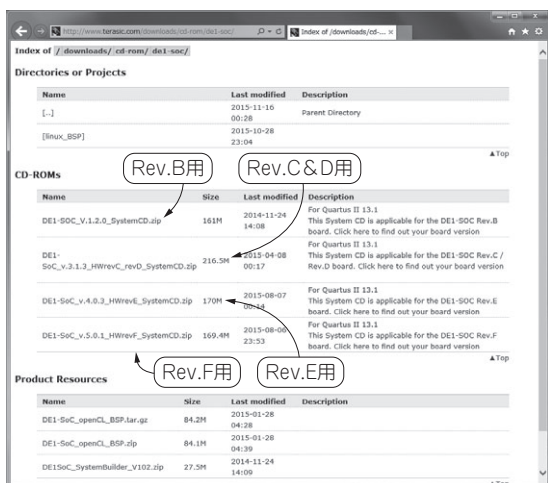 http://www.terasic.com/downloads/cd-rom/de1-soc/
Index of /downloads/cd-...
Index of / downloads/ cd-rom/ de1-soc/
Directories or Projects
Name Last modified Description
[..] 2015-11-16 00:28 Parent Directory
[linux_BSP] 2015-10-28 23:04
▲Top
Rev.B用
Rev.C&D用
CD-ROMs
Name Size Last modified Description
DE1-SOC_V.1.2.0_SystemCD.zip 161M 2014-11-24 14:08 For Quartus II 13.1
This System CD is applicable for the DE1-SOC Rev.B
board. Click here to find out your board version
DE1-
SoC_v.3.1.3_HWrevC_revD_SystemCD.zip 216.5M 2015-04-08 00:17 For Quartus II 13.1
This System CD is applicable for the DE1-SOC Rev.C /
Rev.D board. Click here to find out your board version
DE1-SoC_v.4.0.3_HWrevE_SystemCD.zip 170M 2015-08-07 00:14 For Quartus II 13.1
This System CD is applicable for the DE1-SOC Rev.E
board. Click here to find out your board version
DE1-SoC_v.5.0.1_HWrevF_SystemCD.zip 169.4M 2015-08-06 23:53 For Quartus II 13.1
This System CD is applicable for the DE1-SOC Rev.F
board. Click here to find out your board version
▲Top
Rev.F用
Rev.E用
Product Resources
Name Size Last modified Description
DE1-SoC_openCL_BSP.tar.gz 84.2M 2015-01-28 04:28
DE1-SoC_openCL_BSP.zip 84.1M 2015-01-28 04:39
DE1SoC_SystemBuilder_V102.zip 27.5M 2014-11-24 14:09